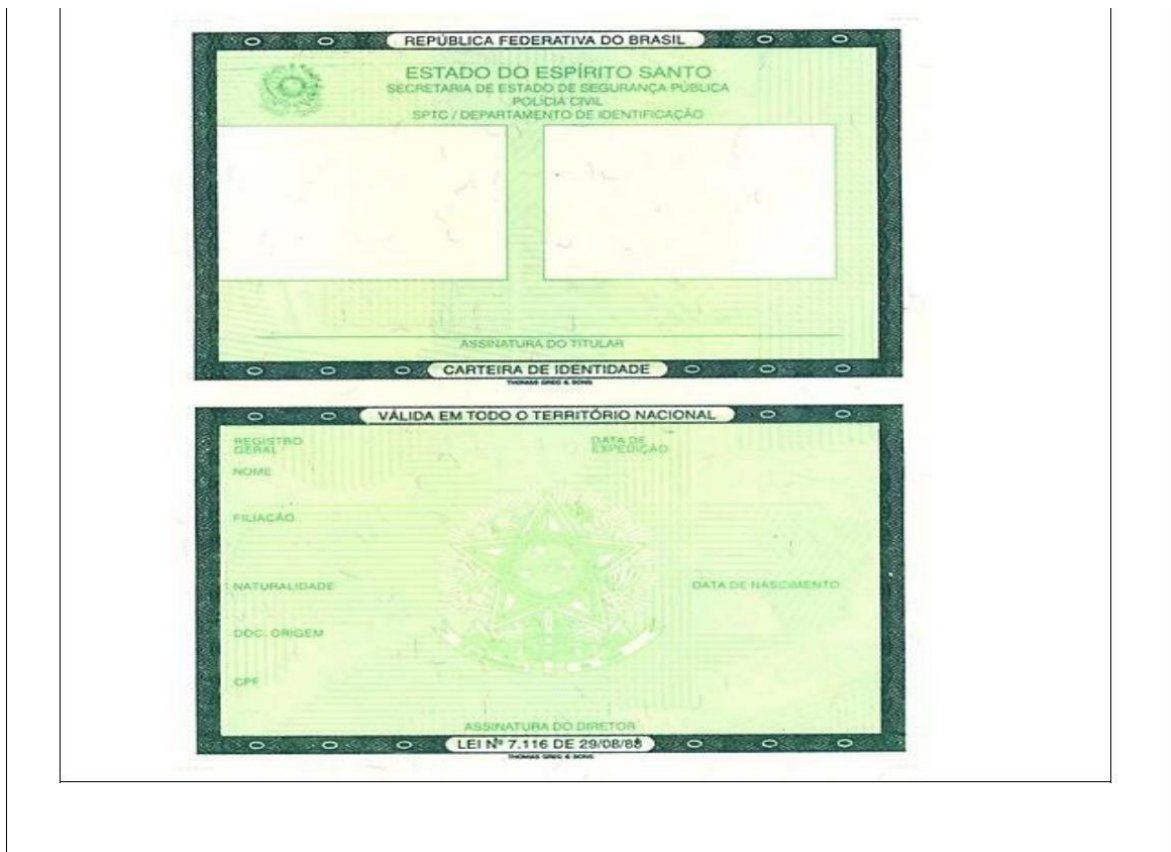 REPÚBLICA FEDERATIVA DO BRASIL
ESTADO DO ESPÍRITO SANTO
SECRETARIA DE ESTADO DE SEGURANÇA PÚBLICA
POLÍCIA CIVIL
SPTC / DEPARTAMENTO DE IDENTIFICAÇÃO
ASSINATURA DO TITULAR
CARTEIRA DE IDENTIDADE
THOMAS GREG & SONS
VÁLIDA EM TODO O TERRITÓRIO NACIONAL
REGISTRO GERAL
DATA DE EXPEDIÇÃO
NOME
FILIAÇÃO
NATURALIDADE
DATA DE NASCIMENTO
DOC. ORIGEM
CPF
ASSINATURA DO DIRETOR
LEI Nº 7.116 DE 29/08/83
THOMAS GREG & SONS